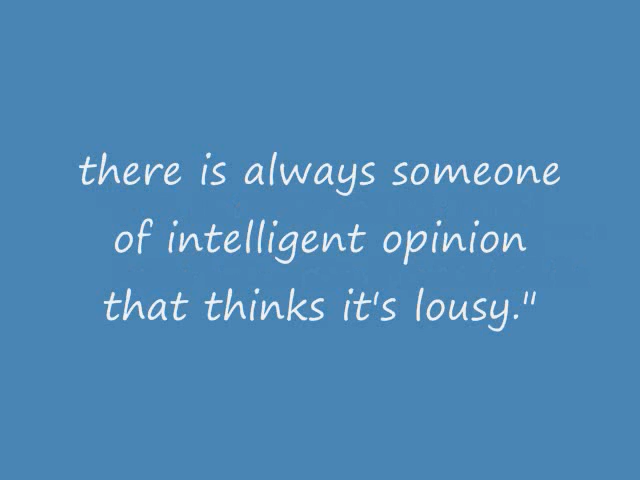 there is always someone
of intelligent opinion
that thinks it's lousy."